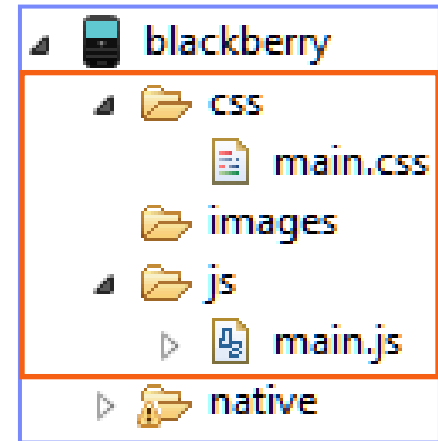 blackberry
css
main.css
images
js
main.js
native